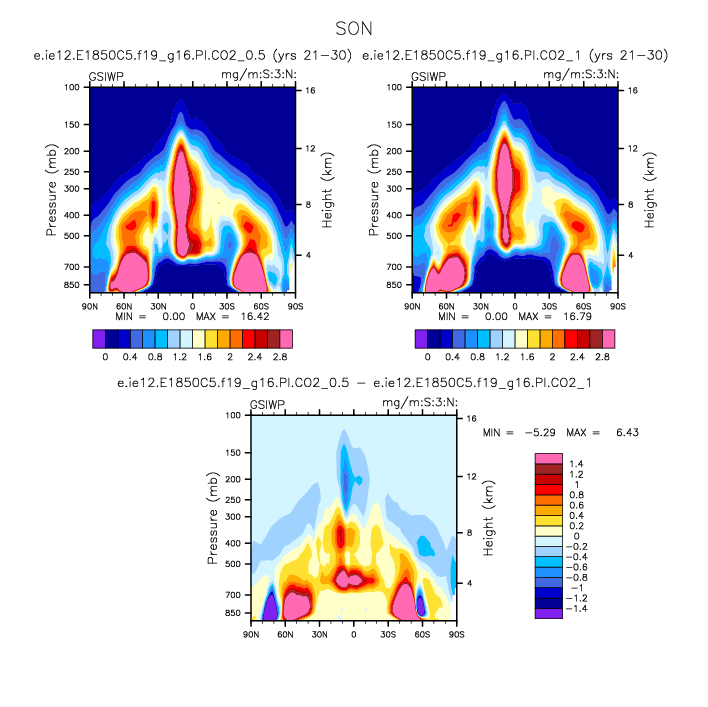 SON
e.ie12.E1850C5.f19_g16.PI.CO2_0.5 (yrs 21-30) e.ie12.E1850C5.f19_g16.PI.CO2_1 (yrs 21-30)
GSIWP mg/m:S:3:N: GSIWP mg/m:S:3:N:
100 16 100 16
150 12 150 12
200 200
250 250
300 8 300 8
400 400
500 4 500 4
700 700
850 850
Pressure (mb) Height (km) Pressure (mb) Height (km)
90N 60N 30N 0 30S 60S 90S 90N 60N 30N 0 30S 60S 90S
MIN = 0.00 MAX = 16.42 MIN = 0.00 MAX = 16.79
0 0.4 0.8 1.2 1.6 2 2.4 2.8 0 0.4 0.8 1.2 1.6 2 2.4 2.8
e.ie12.E1850C5.f19_g16.PI.CO2_0.5 - e.ie12.E1850C5.f19_g16.PI.CO2_1
GSIWP mg/m:S:3:N:
MIN = -5.29 MAX = 6.43
100 16
150 12
200
250
300 8
400
500 4
700
850
Pressure (mb) Height (km)
90N 60N 30N 0 30S 60S 90S
1.4
1.2
1
0.8
0.6
0.4
0.2
0
-0.2
-0.4
-0.6
-0.8
-1
-1.2
-1.4